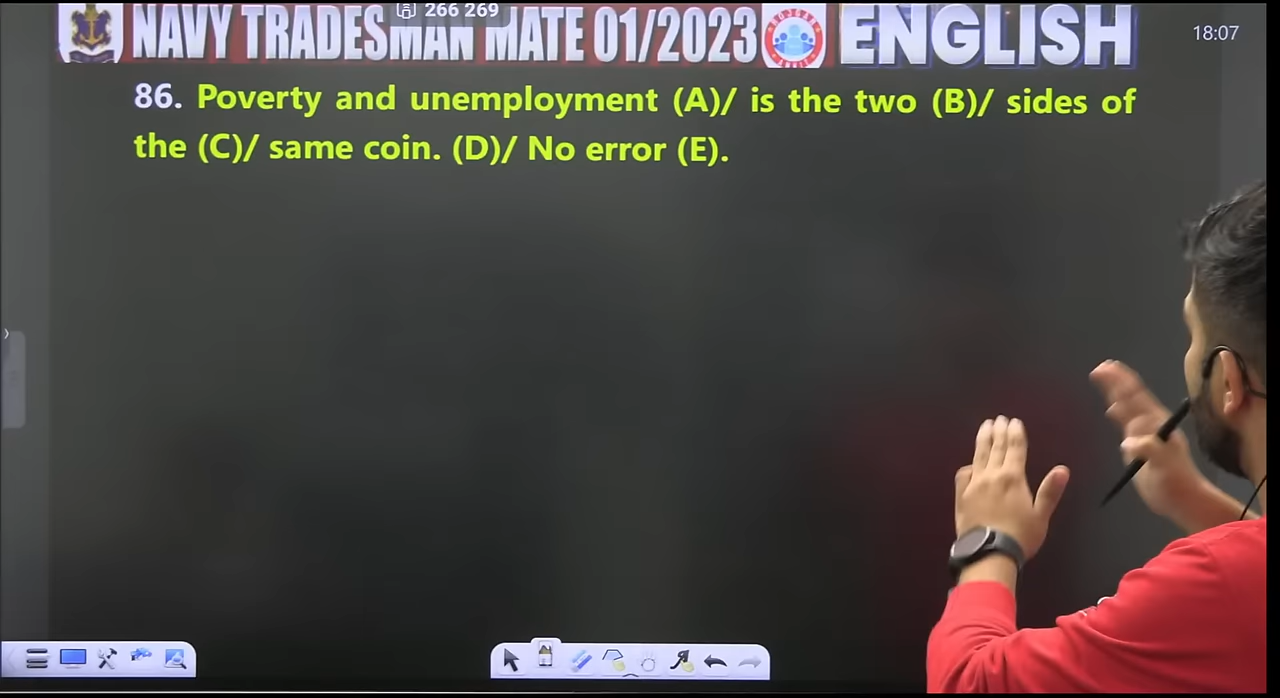 266 269
NAVY TRADESMAN MATE 01/2023 ENGLISH
18:07
86. Poverty and unemployment (A)/ is the two (B)/ sides of
the (C)/ same coin. (D)/ No error (E).